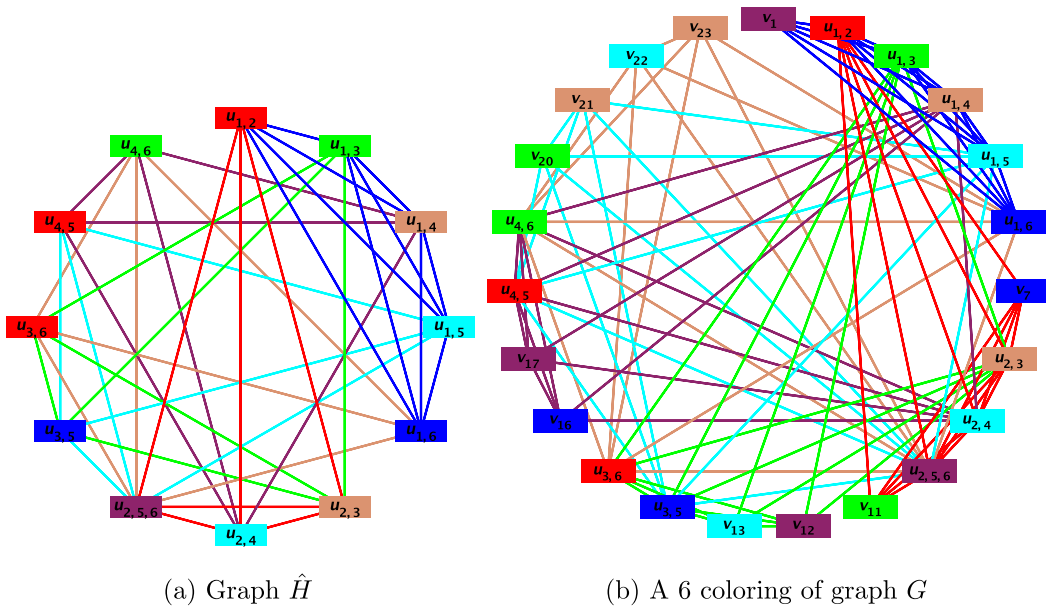 u1,2
u4,6
u1,3
u4,5
u1,4
u3,6
u1,5
u3,5
u1,6
u2,5,6
u2,3
u2,4
(a) Graph Ĥ
v1
v23
u1,2
v22
u1,3
v21
u1,4
v20
u1,5
u4,6
u1,6
u4,5
v7
v17
u2,3
v16
u2,4
u3,6
u2,5,6
u3,5
v11
v13
v12
(b) A 6 coloring of graph G